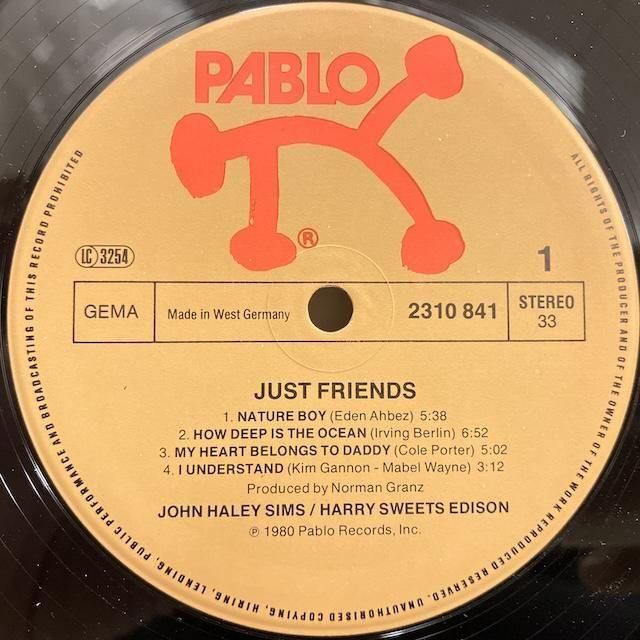 PABLO
®
LC 3254
1
GEMA
Made in West Germany
2310 841
STEREO
33
JUST FRIENDS
1. NATURE BOY (Eden Ahbez) 5:38
2. HOW DEEP IS THE OCEAN (Irving Berlin) 6:52
3. MY HEART BELONGS TO DADDY (Cole Porter) 5:02
4. I UNDERSTAND (Kim Gannon - Mabel Wayne) 3:12
Produced by Norman Granz
JOHN HALEY SIMS / HARRY SWEETS EDISON
℗ 1980 Pablo Records, Inc.
ALL RIGHTS OF THE PRODUCER AND OF THE OWNER OF THE WORK REPRODUCED RESERVED. UNAUTHORISED COPYING, HIRING, LENDING, PUBLIC PERFORMANCE AND BROADCASTING OF THIS RECORD PROHIBITED